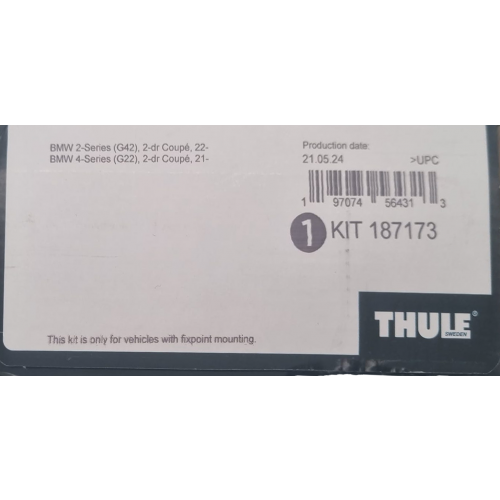 BMW 2-Series (G42), 2-dr Coupé, 22-
BMW 4-Series (G22), 2-dr Coupé, 21-
Production date:
21.05.24 >UPC
1 97074 56431 3
1 KIT 187173
THULE
SWEDEN
This kit is only for vehicles with fixpoint mounting.